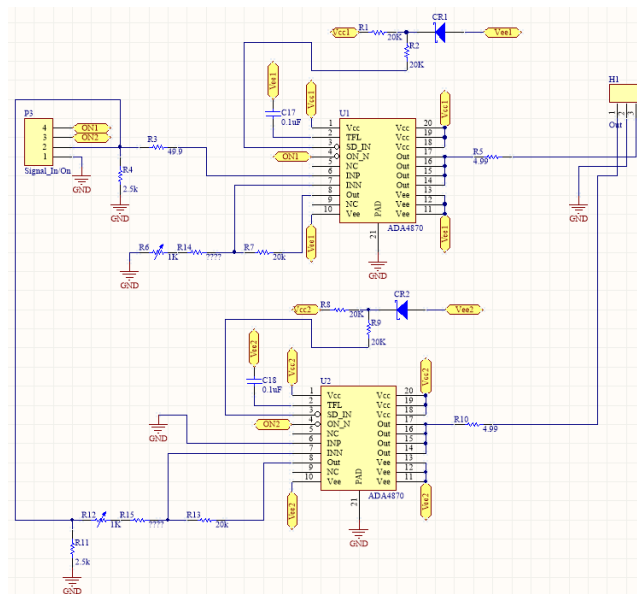 R1
Vcc1
20K
CR1
Vee1
R2
20K
Vee1
Vcc1
C17
0.1uF
U1
Vcc1
H1
1
2
3
Out
P3
4
3
2
1
ON1
ON2
Signal_In/On
GND
R3
49.9
R4
2.5k
GND
ON1
1 Vcc Vcc 20
2 TFL Vcc 19
3 SD_IN Vcc 18
4 ON_N Out 17
5 NC Out 16
6 INP Out 15
7 INN Out 14
8 Out Vee 13
9 NC Vee 12
10 Vee Vee 11
PAD
21
ADA4870
GND
R5
4.99
GND
Vee1
Vee1
R6
1K
R14
????
R7
20k
GND
Vcc2
R8
20K
CR2
Vee2
R9
20K
Vee2
Vcc2
C18
0.1uF
U2
Vcc2
GND
ON2
1 Vcc Vcc 20
2 TFL Vcc 19
3 SD_IN Vcc 18
4 ON_N Out 17
5 NC Out 16
6 INP Out 15
7 INN Out 14
8 Out Vee 13
9 NC Vee 12
10 Vee Vee 11
PAD
21
ADA4870
GND
R10
4.99
Vee2
Vee2
R12
1K
R15
????
R13
20k
R11
2.5k
GND